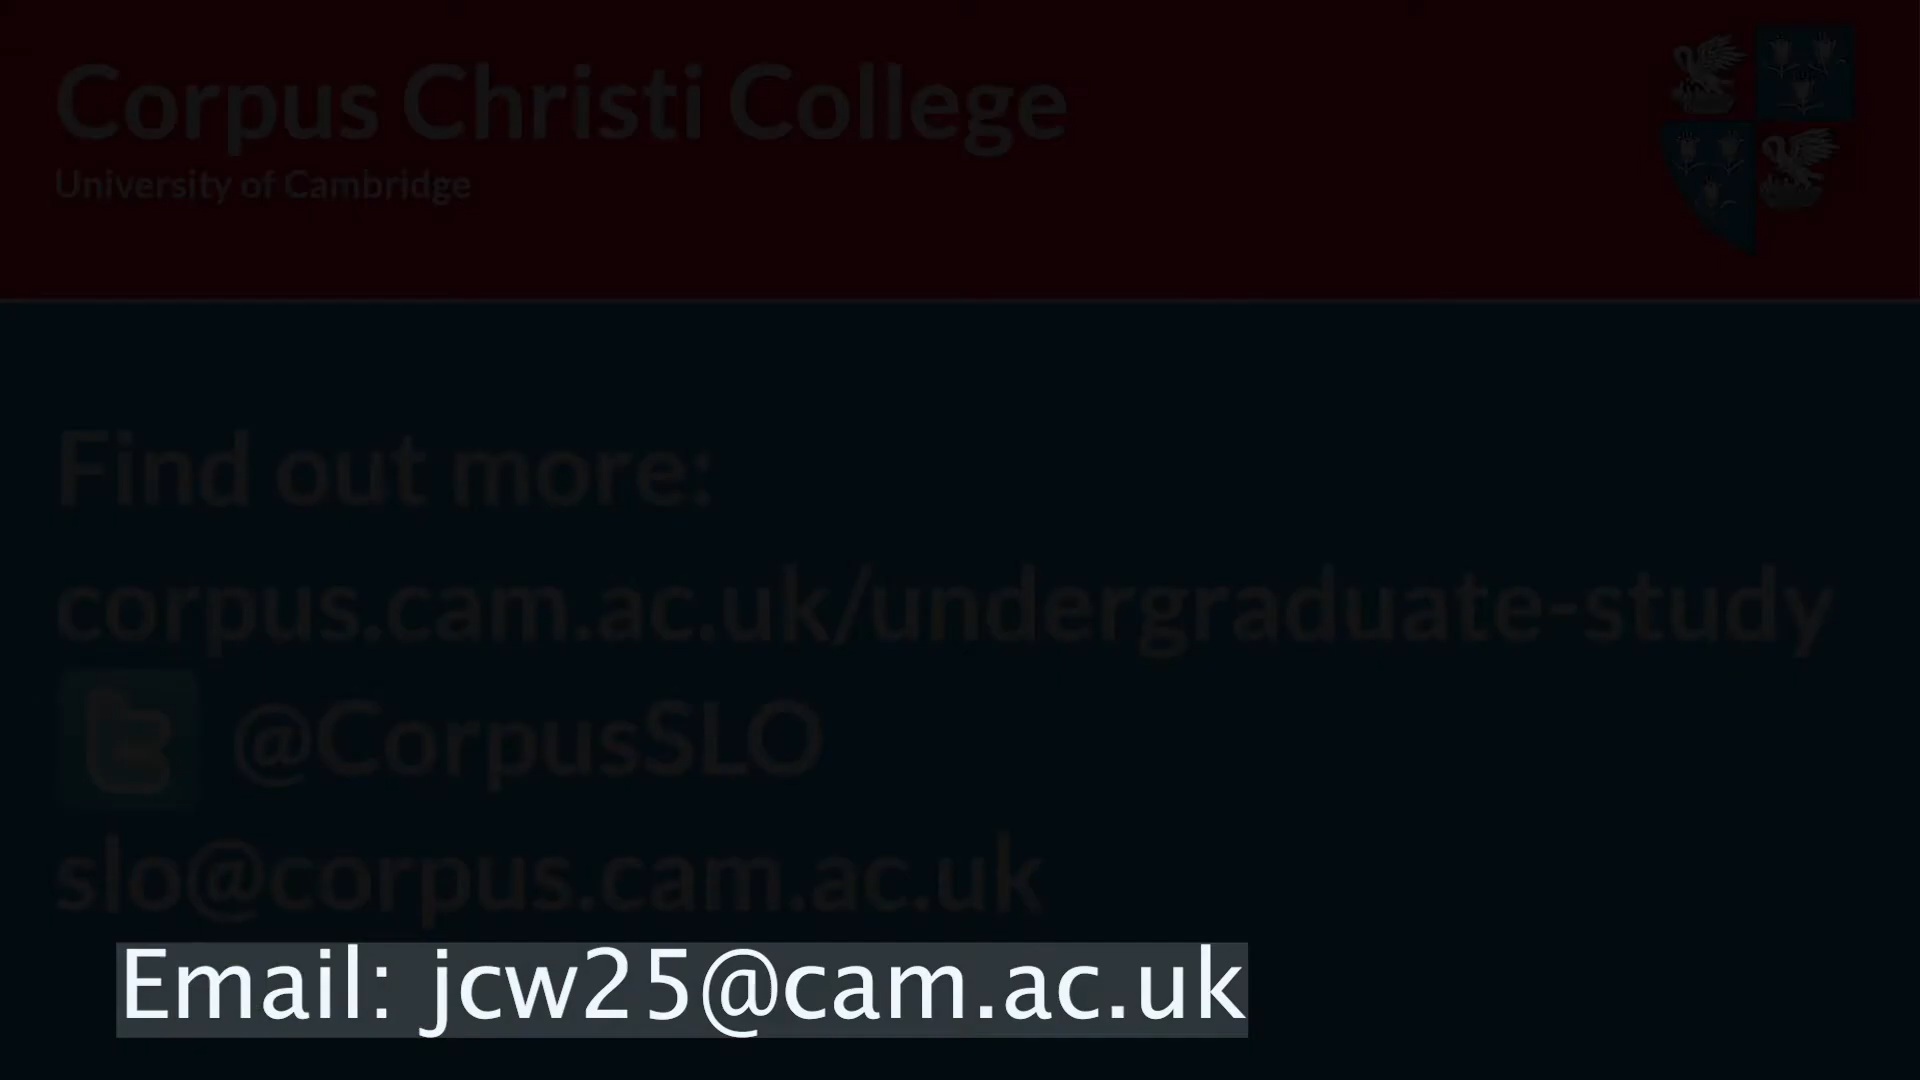 Corpus Christi College
University of Cambridge
Find out more:
corpus.cam.ac.uk/undergraduate-study
@CorpusSLO
slo@corpus.cam.ac.uk
Email: jcw25@cam.ac.uk